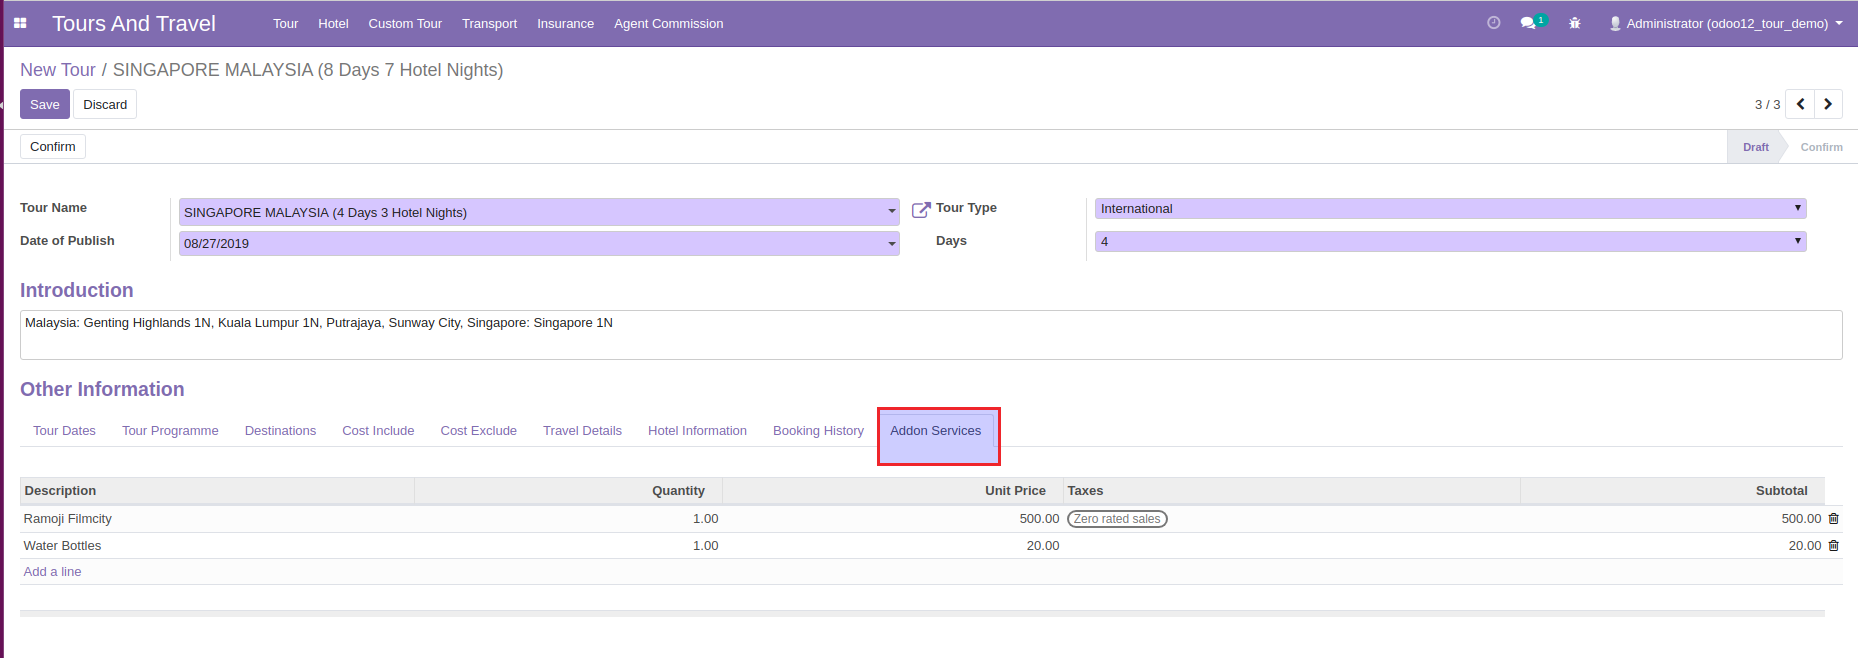 Tours And Travel Tour Hotel Custom Tour Transport Insurance Agent Commission 1 Administrator (odoo12_tour_demo)
New Tour / SINGAPORE MALAYSIA (8 Days 7 Hotel Nights)
Save Discard 3 / 3
Confirm Draft Confirm
Tour Name SINGAPORE MALAYSIA (4 Days 3 Hotel Nights) Tour Type International
Date of Publish 08/27/2019 Days 4
Introduction
Malaysia: Genting Highlands 1N, Kuala Lumpur 1N, Putrajaya, Sunway City, Singapore: Singapore 1N
Other Information
Tour Dates Tour Programme Destinations Cost Include Cost Exclude Travel Details Hotel Information Booking History Addon Services
Description Quantity Unit Price Taxes Subtotal
Ramoji Filmcity 1.00 500.00 Zero rated sales 500.00
Water Bottles 1.00 20.00 20.00
Add a line